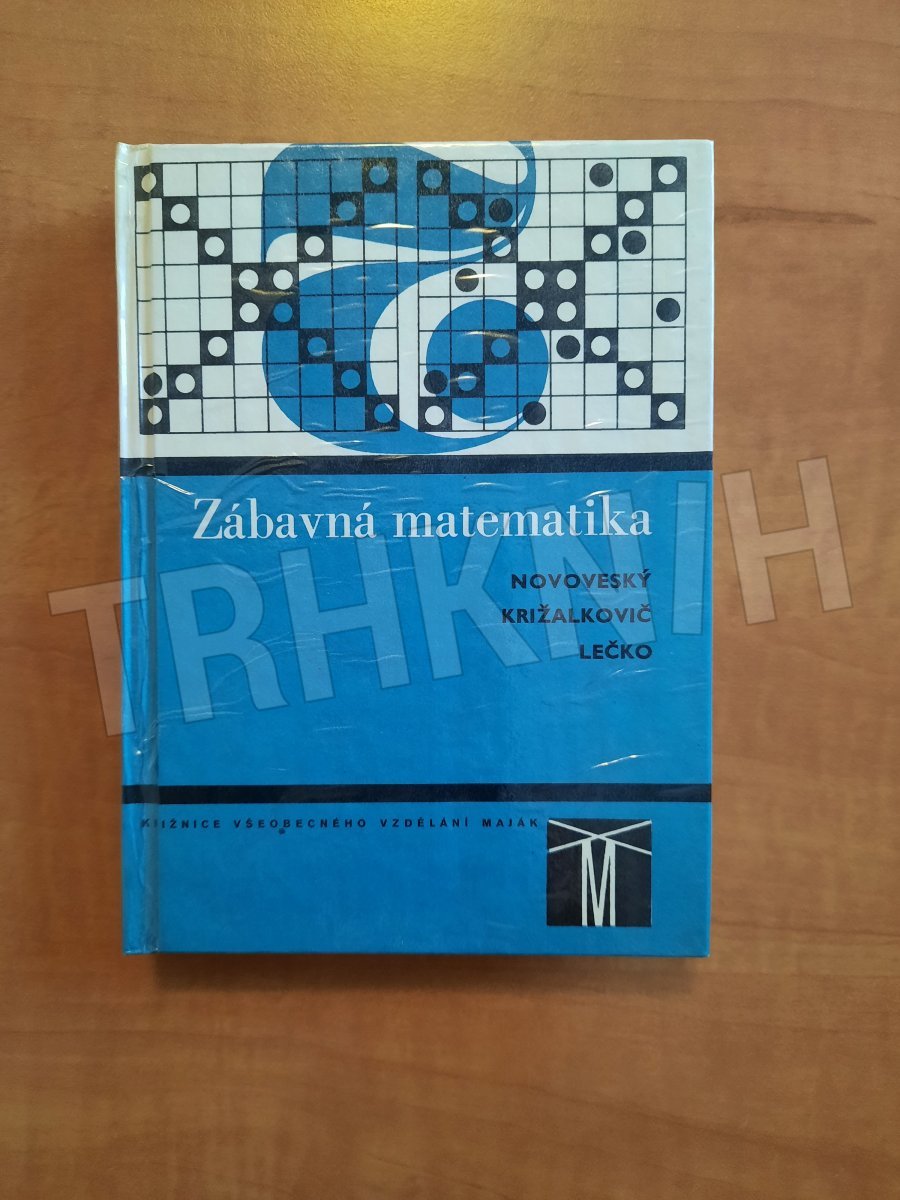 Zábavná matematika
NOVOVESKÝ
KRIŽALKOVIČ
LEČKO
TRHKNIH
KNIŽNICE VŠEOBECNÉHO VZDĚLÁNÍ MAJÁK
M